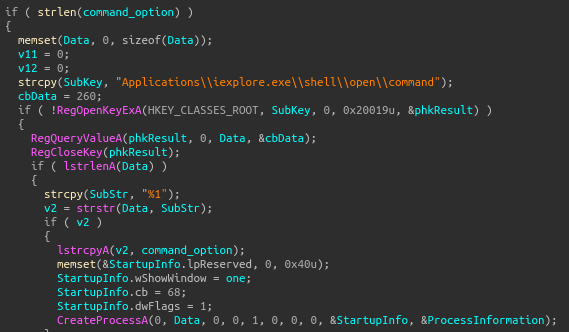 if ( strlen(command_option) )
{
memset(Data, 0, sizeof(Data));
v11 = 0;
v12 = 0;
strcpy(SubKey, "Applications\\iexplore.exe\\shell\\open\\command");
cbData = 260;
if ( !RegOpenKeyExA(HKEY_CLASSES_ROOT, SubKey, 0, 0x20019u, &phkResult) )
{
RegQueryValueA(phkResult, 0, Data, &cbData);
RegCloseKey(phkResult);
if ( lstrlenA(Data) )
{
strcpy(SubStr, "%1");
v2 = strstr(Data, SubStr);
if ( v2 )
{
lstrcpyA(v2, command_option);
memset(&StartupInfo.lpReserved, 0, 0x40u);
StartupInfo.wShowWindow = one;
StartupInfo.cb = 68;
StartupInfo.dwFlags = 1;
CreateProcessA(0, Data, 0, 0, 1, 0, 0, 0, &StartupInfo, &ProcessInformation);